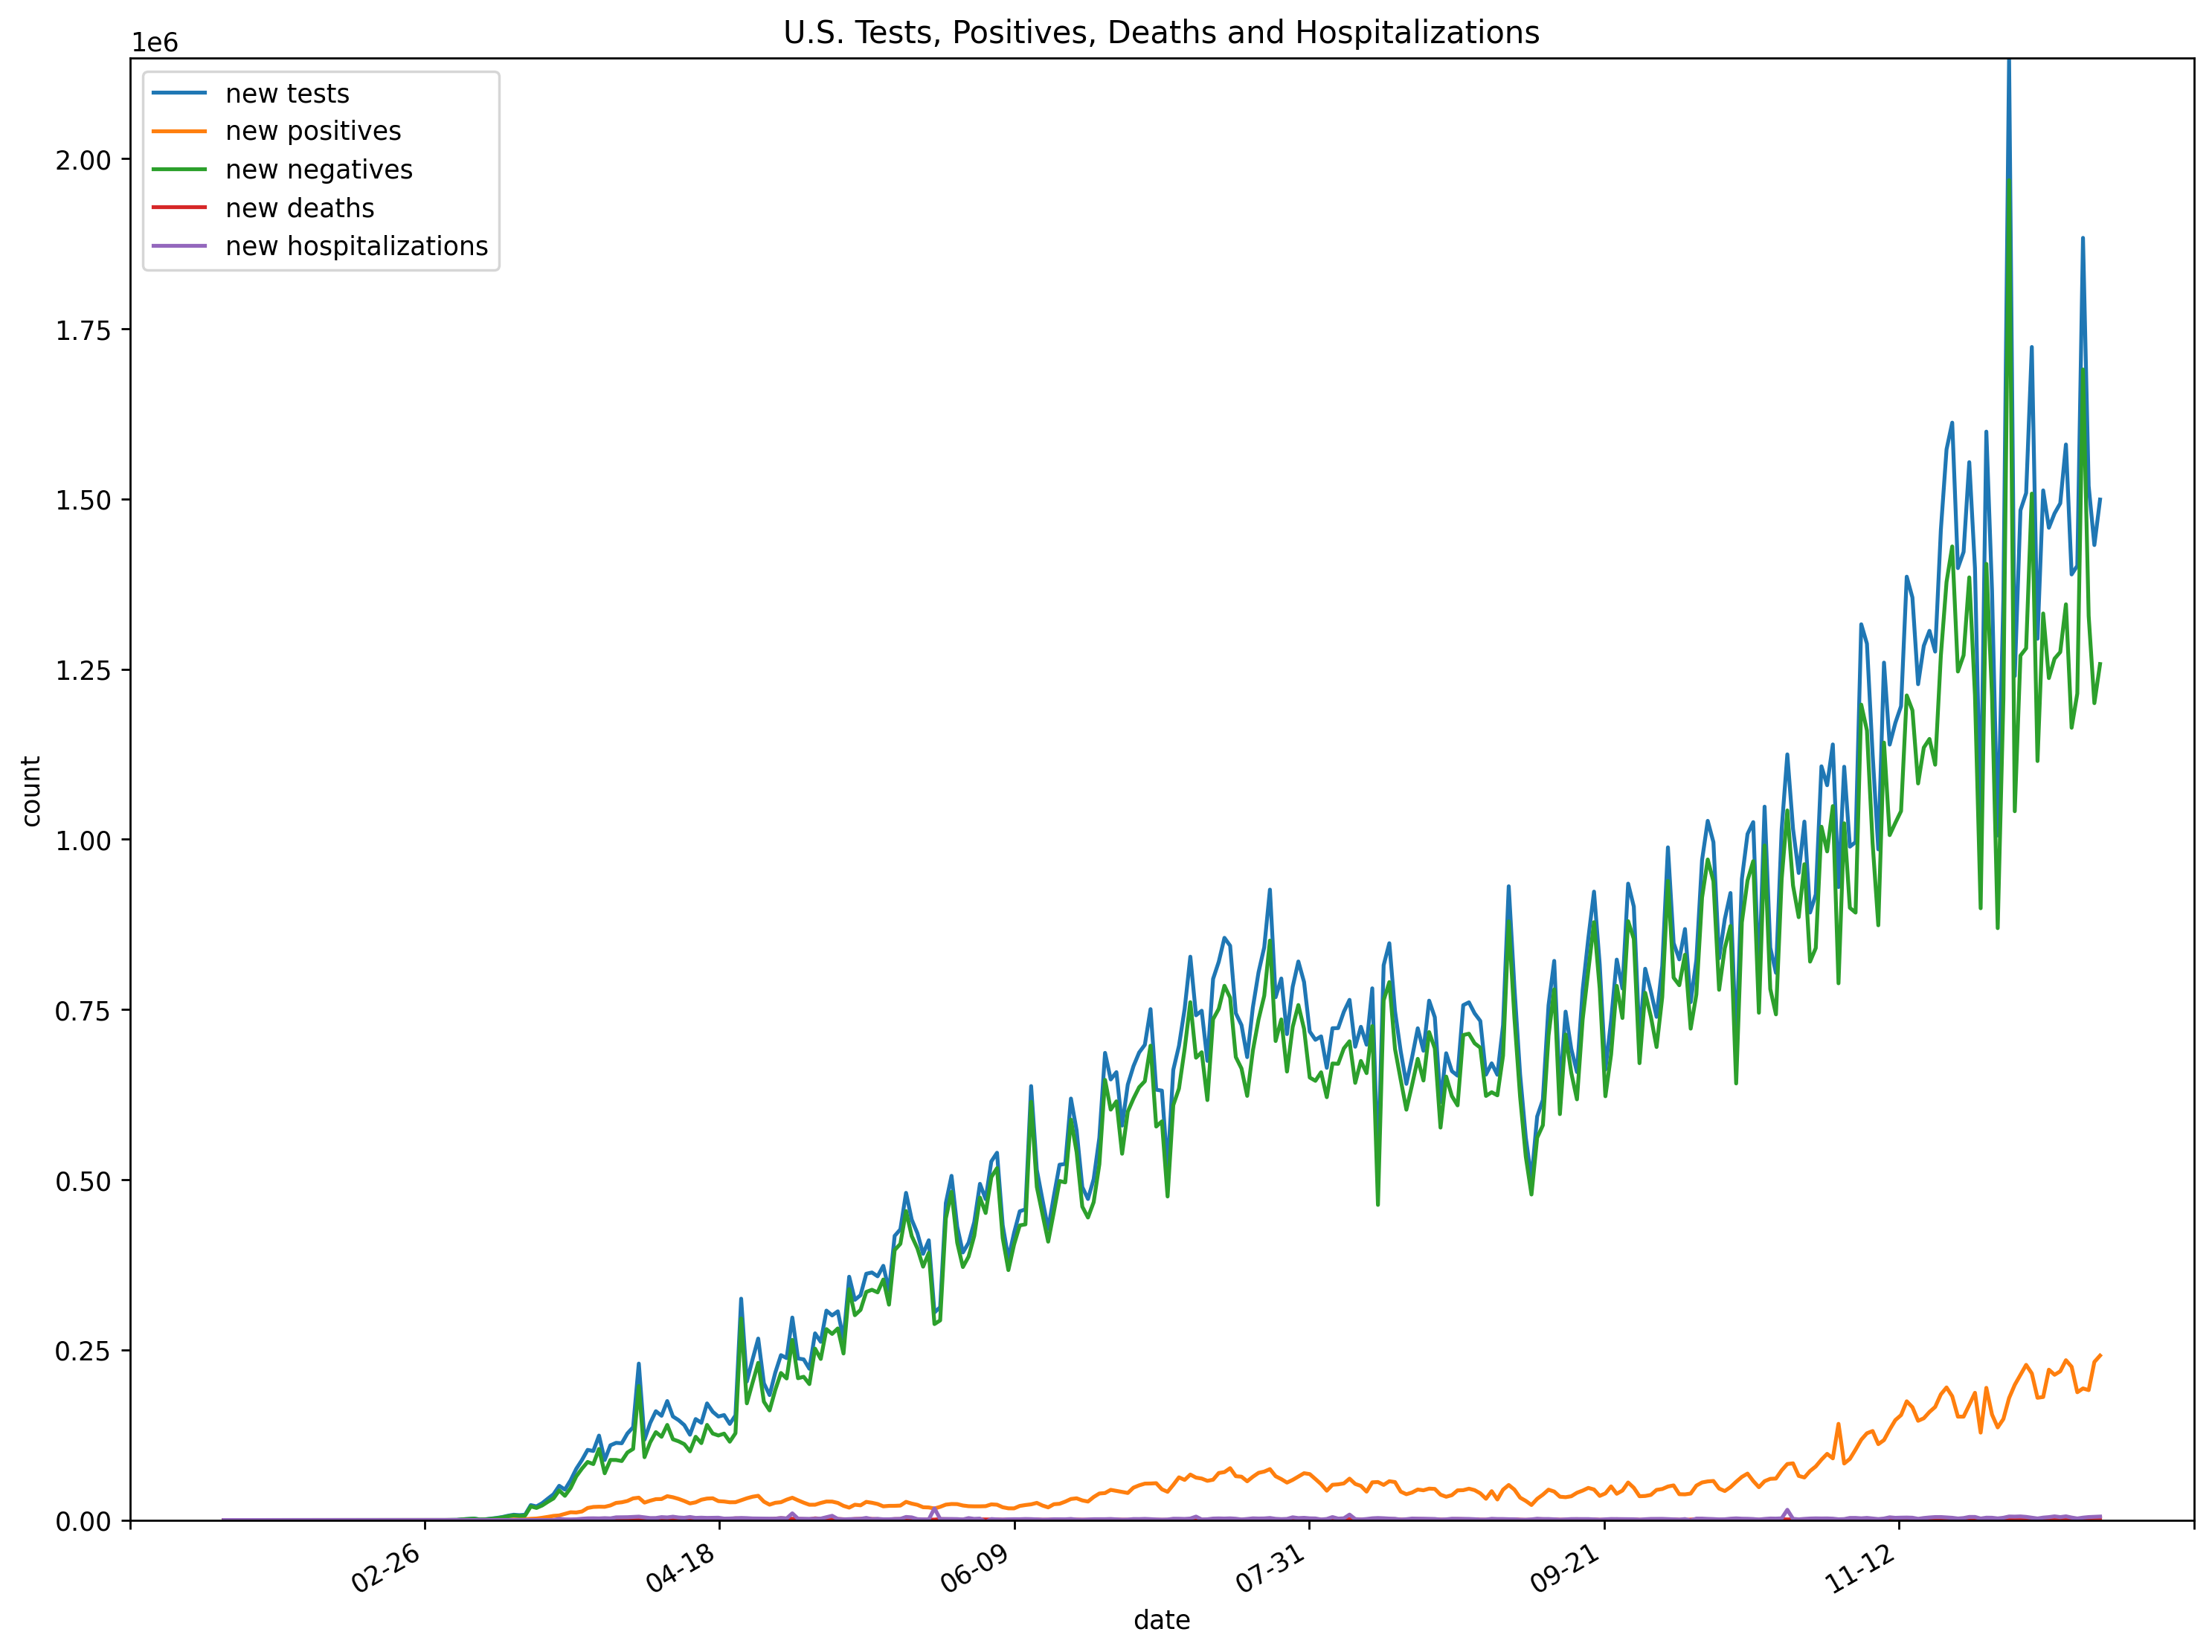 U.S. Tests, Positives, Deaths and Hospitalizations
1e6
new tests
new positives
new negatives
new deaths
new hospitalizations
2.00
1.75
1.50
1.25
1.00
0.75
0.50
0.25
0.00
count
02-26
04-18
06-09
07-31
09-21
11-12
date